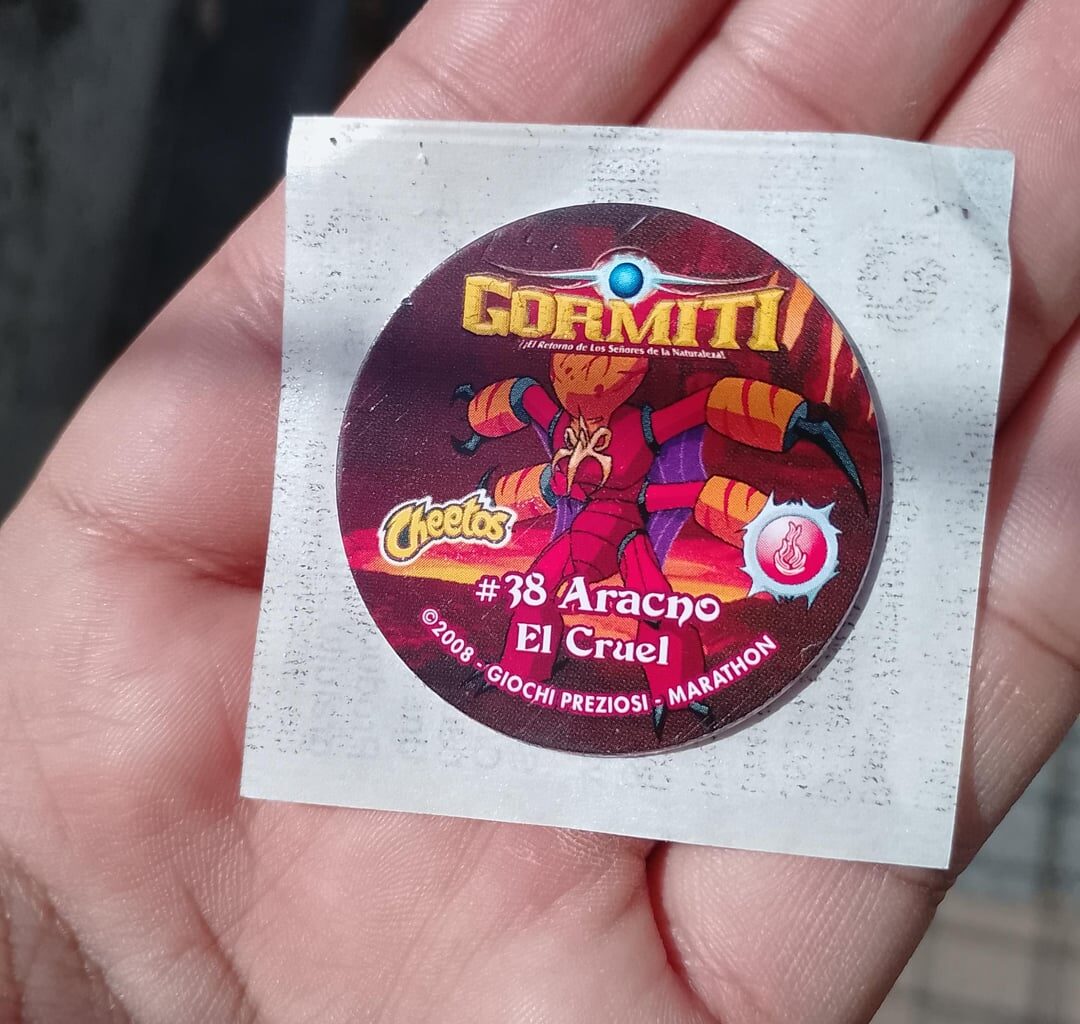 GORMITI
¡El Retorno de Los Señores de la Naturaleza!
Cheetos
#38 Aracno
El Cruel
©2008 - GIOCHI PREZIOSI - MARATHON